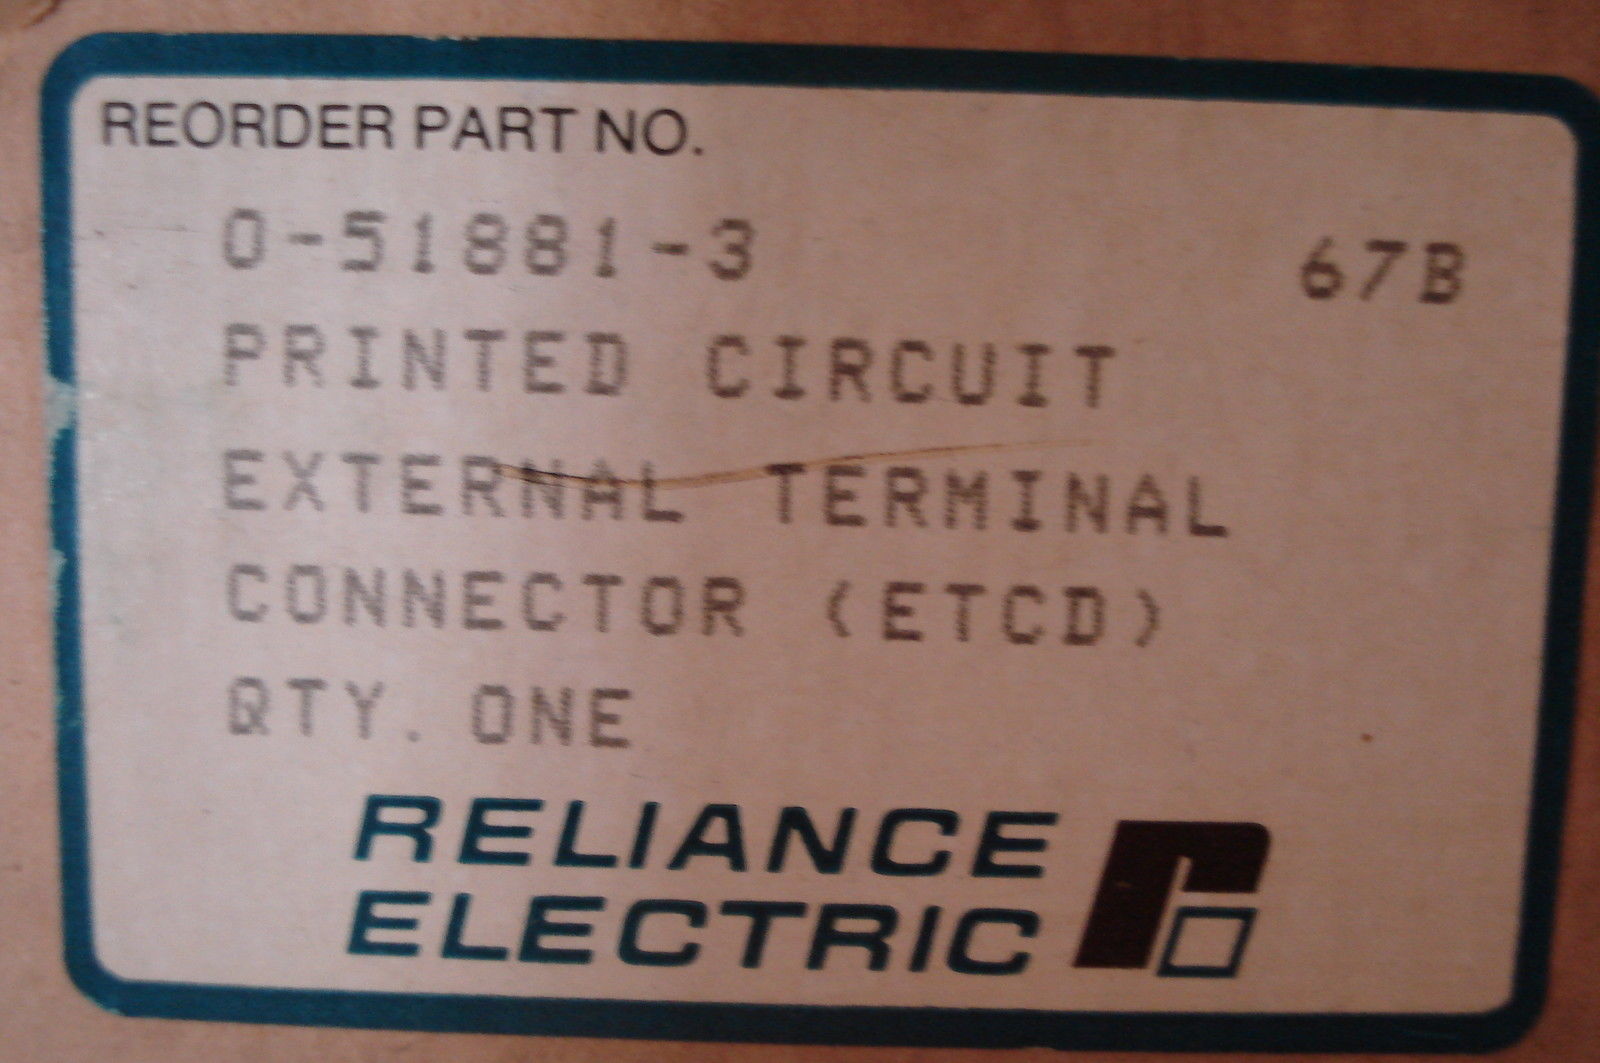 REORDER PART NO.
0-51881-3 67B
PRINTED CIRCUIT
EXTERNAL TERMINAL
CONNECTOR (ETCD)
QTY. ONE
RELIANCE
ELECTRIC